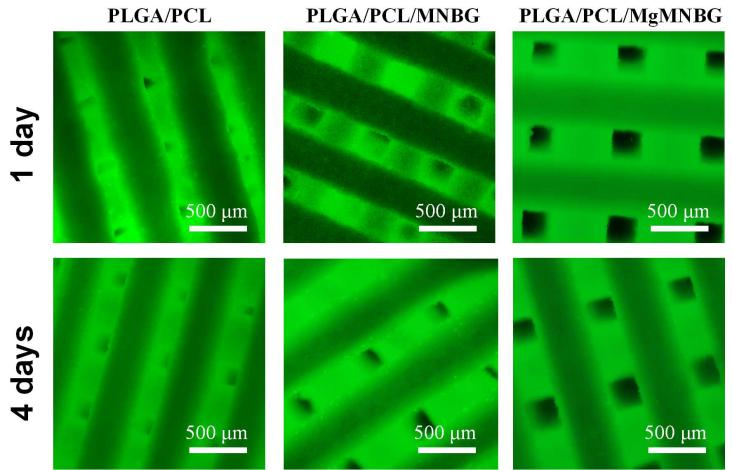 PLGA/PCL PLGA/PCL/MNBG PLGA/PCL/MgMNBG
1 day
500 μm 500 μm 500 μm
4 days
500 μm 500 μm 500 μm